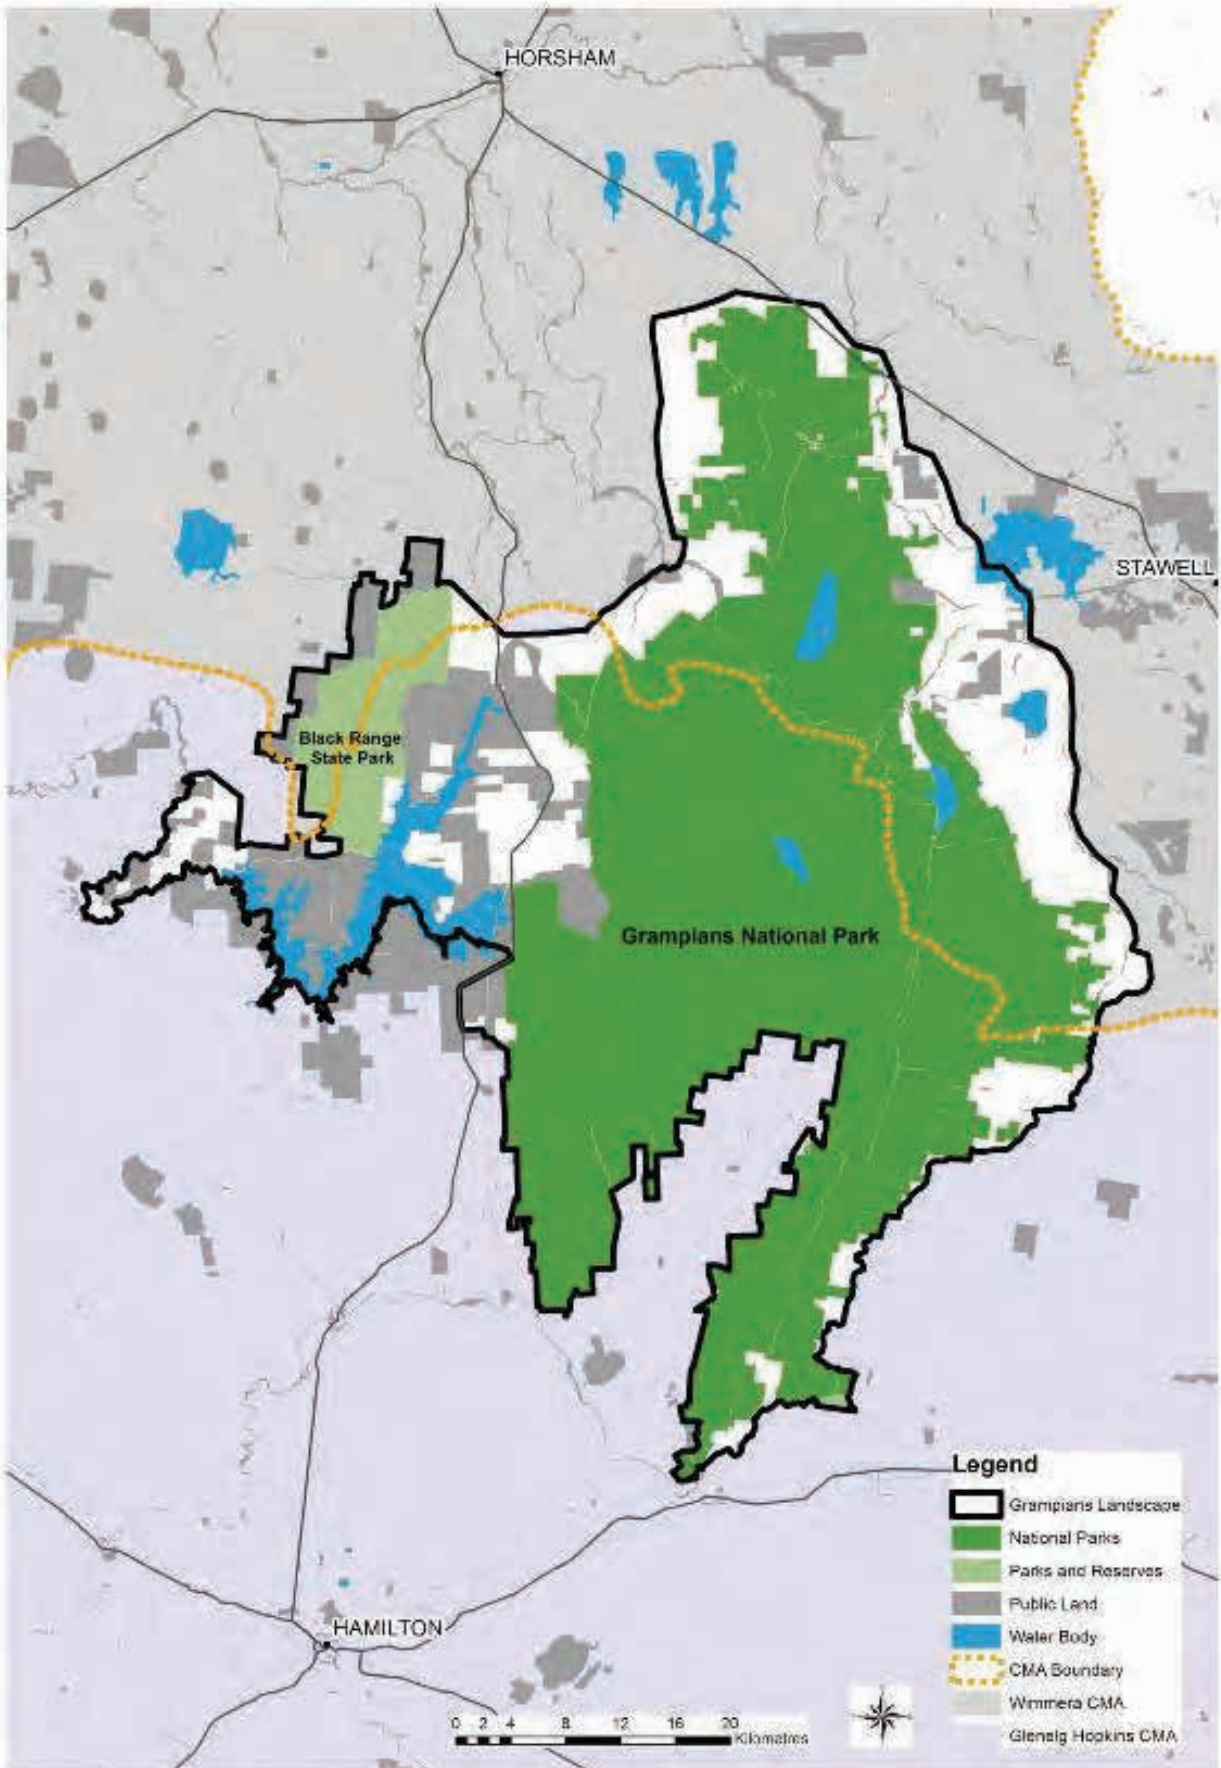 HORSHAM
STAWELL
Black Range
State Park
Grampians National Park
Legend
Grampians Landscape
National Parks
Parks and Reserves
Public Land
Water Body
CMA Boundary
Wimmera CMA
Glenelg Hopkins CMA
HAMILTON
0 2 4 8 12 16 20
Kilometres